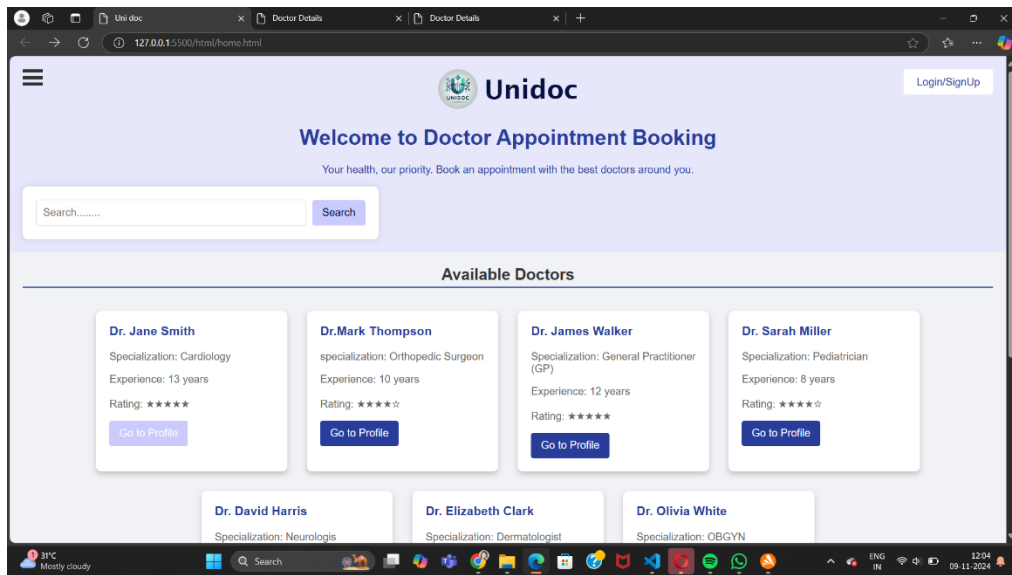 Uni doc
Doctor Details
Doctor Details
127.0.0.1:5500/html/home.html
UNIDOC
Unidoc
Login/SignUp
Welcome to Doctor Appointment Booking
Your health, our priority. Book an appointment with the best doctors around you.
Search........ Search
Available Doctors
Dr. Jane Smith
Specialization: Cardiology
Experience: 13 years
Rating: ★★★★★
Go to Profile
Dr.Mark Thompson
specialization: Orthopedic Surgeon
Experience: 10 years
Rating: ★★★★☆
Go to Profile
Dr. James Walker
Specialization: General Practitioner
(GP)
Experience: 12 years
Rating: ★★★★★
Go to Profile
Dr. Sarah Miller
Specialization: Pediatrician
Experience: 8 years
Rating: ★★★★☆
Go to Profile
Dr. David Harris
Specialization: Neurologis
Dr. Elizabeth Clark
Specialization: Dermatologist
Dr. Olivia White
Specialization: OBGYN
1
31°C
Mostly cloudy
Search
ENG
IN
12:04
09-11-2024